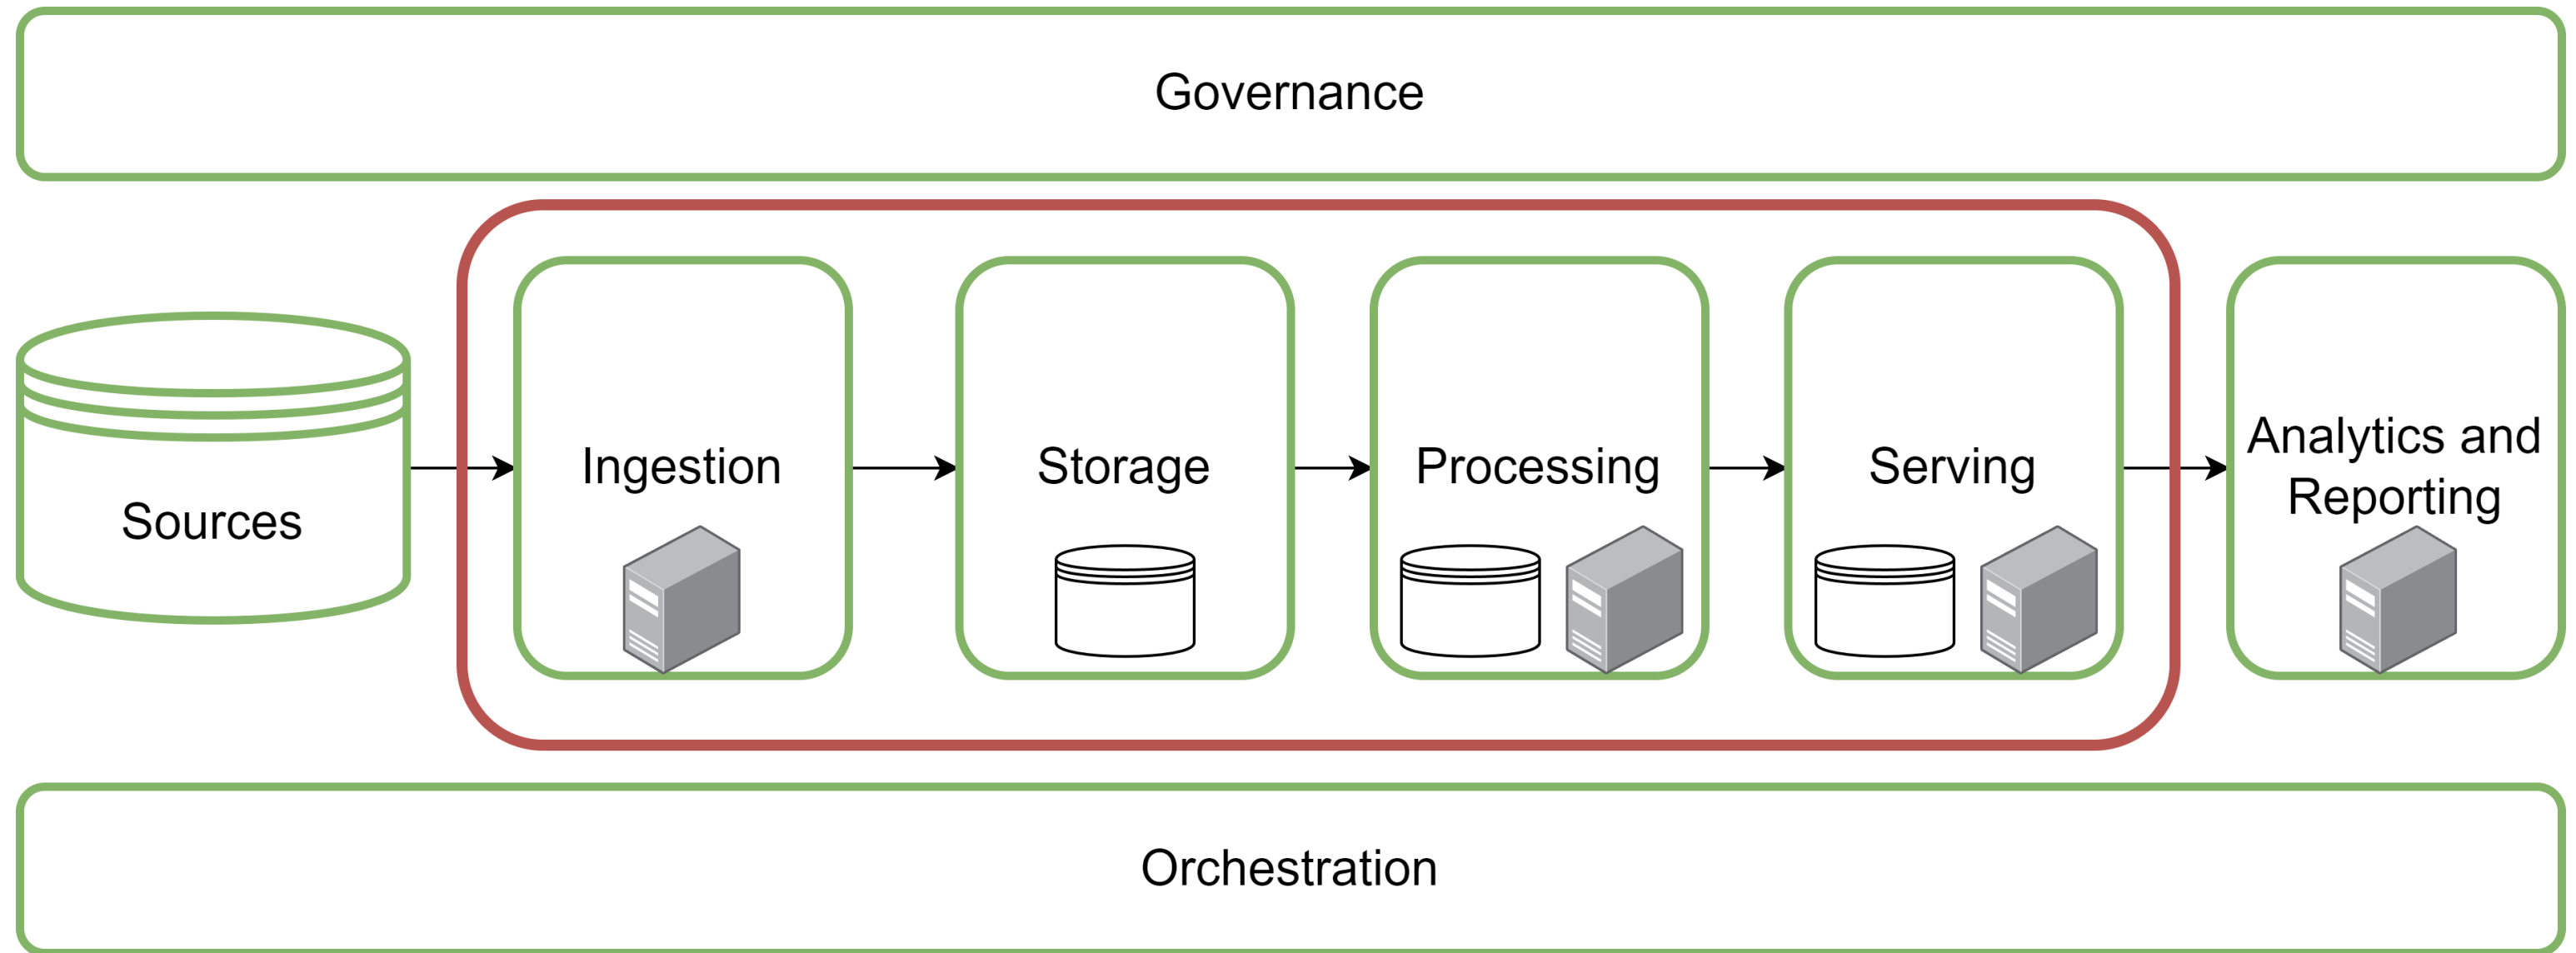 Governance
Sources
Ingestion
Storage
Processing
Serving
Analytics and
Reporting
Orchestration